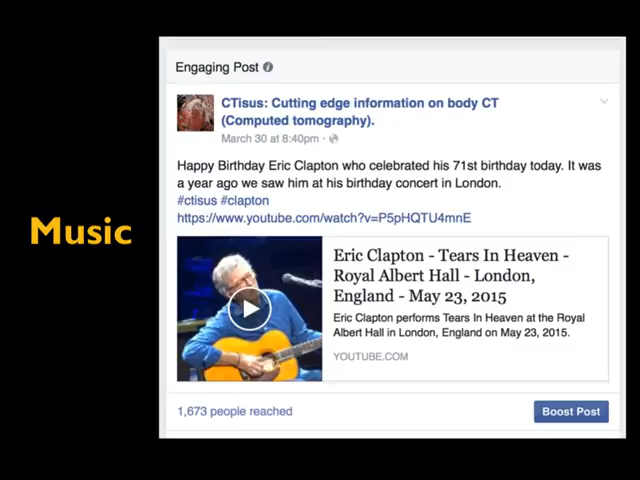 Music
Engaging Post
CTisus: Cutting edge information on body CT
(Computed tomography).
March 30 at 8:40pm ·
Happy Birthday Eric Clapton who celebrated his 71st birthday today. It was
a year ago we saw him at his birthday concert in London.
#ctisus #clapton
https://www.youtube.com/watch?v=P5pHQTU4mnE
Eric Clapton - Tears In Heaven -
Royal Albert Hall - London,
England - May 23, 2015
Eric Clapton performs Tears In Heaven at the Royal
Albert Hall in London, England on May 23, 2015.
YOUTUBE.COM
1,673 people reached
Boost Post